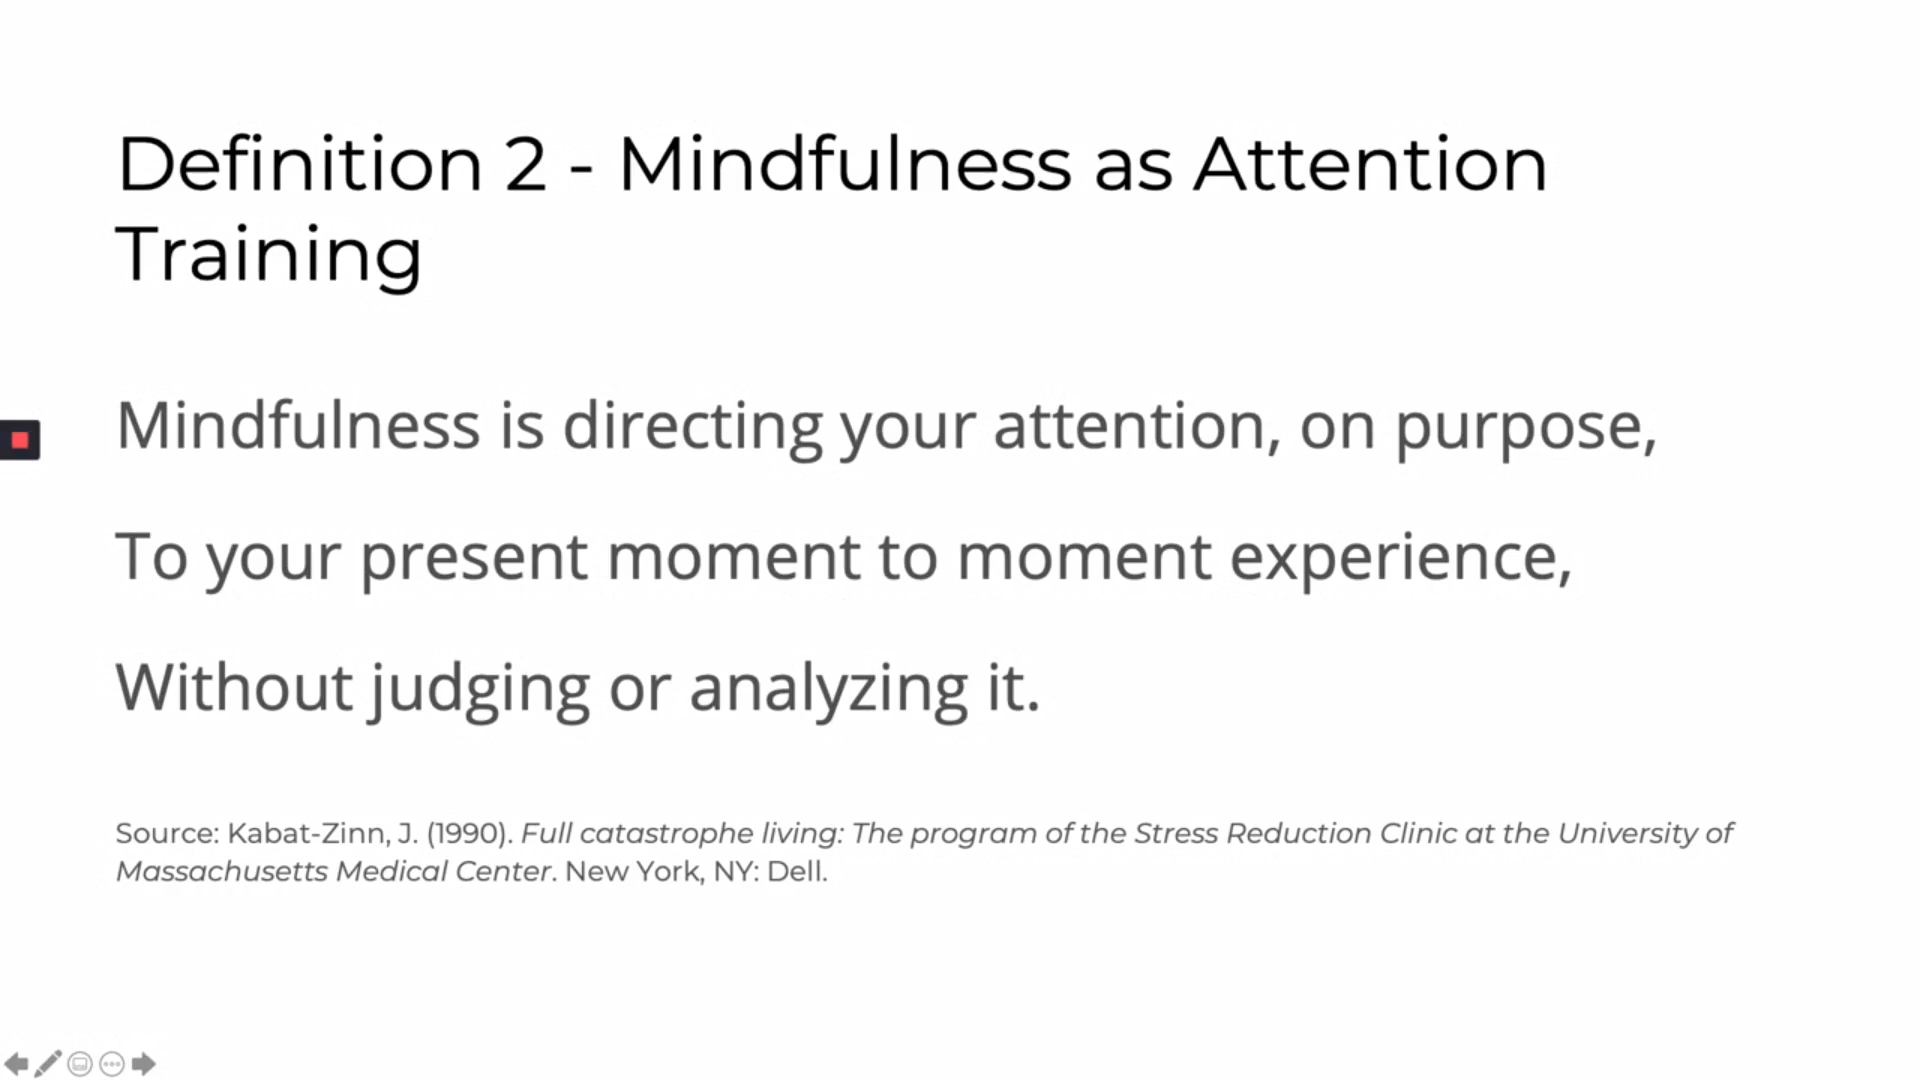 Definition 2 - Mindfulness as Attention
Training
Mindfulness is directing your attention, on purpose,
To your present moment to moment experience,
Without judging or analyzing it.
Source: Kabat-Zinn, J. (1990). Full catastrophe living: The program of the Stress Reduction Clinic at the University of
Massachusetts Medical Center. New York, NY: Dell.